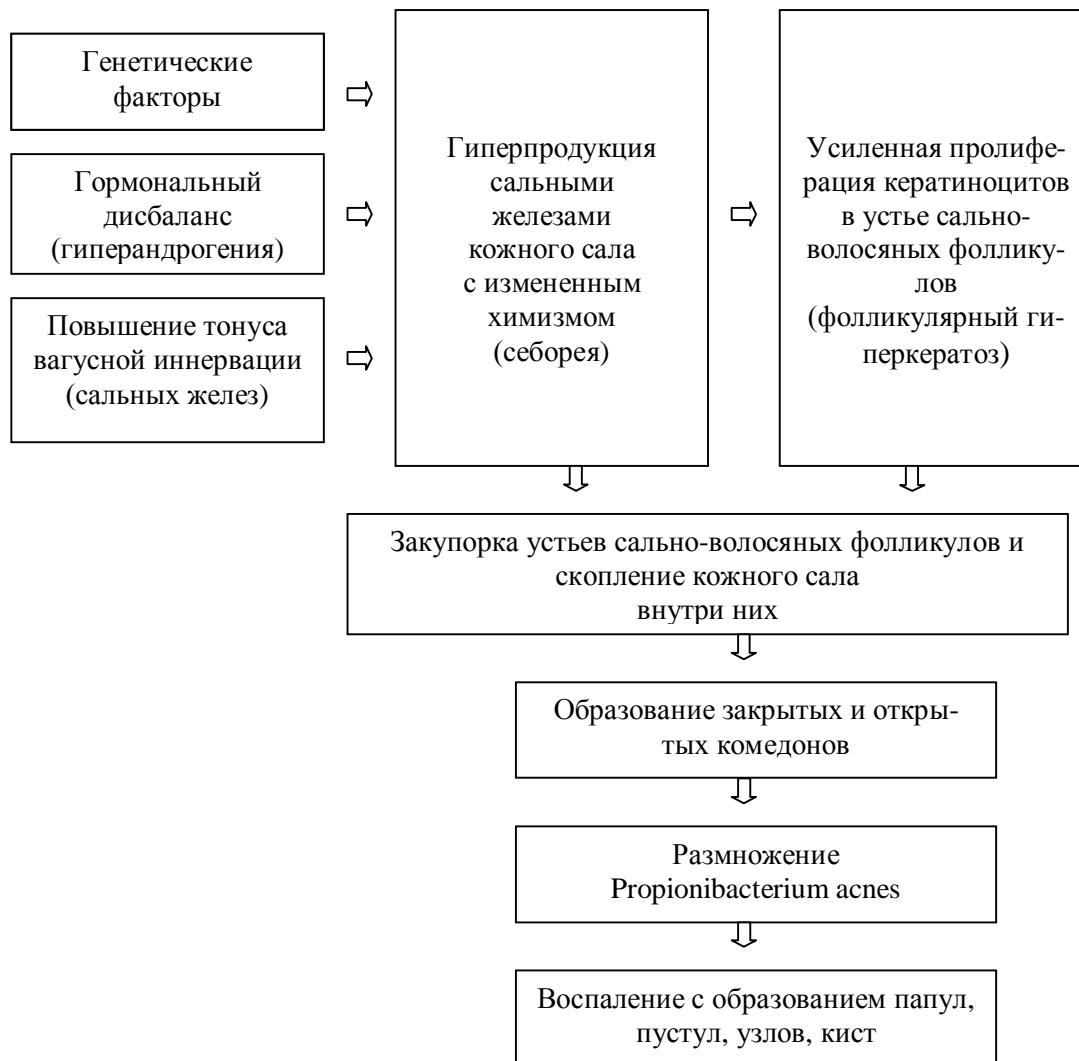 Генетические
факторы
Гормональный
дисбаланс
(гиперандрогения)
Повышение тонуса
вагусной иннервации
(сальных желез)
Гиперпродукция
сальными
железами
кожного сала
с измененным
химизмом
(себорея)
Усиленная пролифе-
рация кератиноцитов
в устье сально-
волосяных фоллику-
лов
(фолликулярный ги-
перкератоз)
Закупорка устьев сально-волосяных фолликулов и
скопление кожного сала
внутри них
Образование закрытых и откры-
тых комедонов
Размножение
Propionibacterium acnes
Воспаление с образованием папул,
пустул, узлов, кист